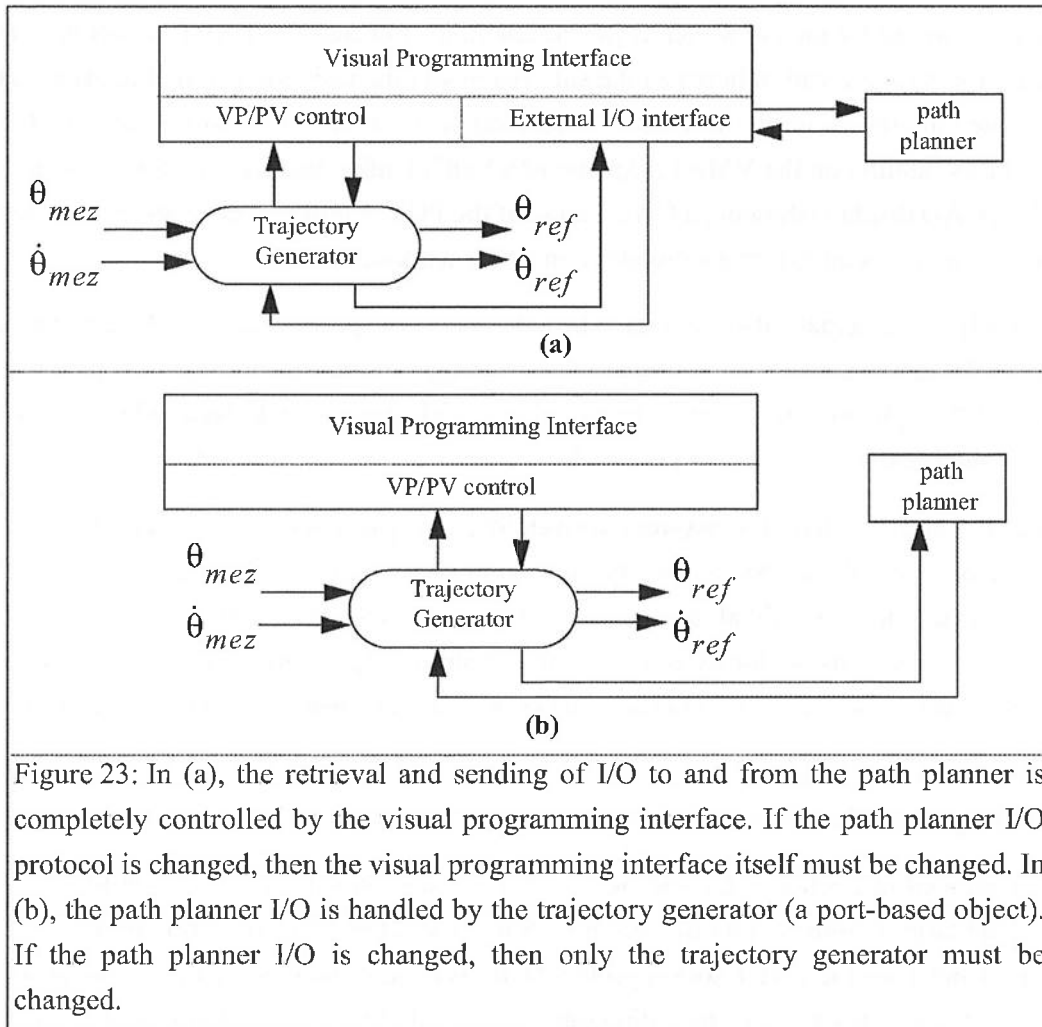 Visual Programming Interface
VP/PV control
External I/O interface
path
planner
θmez
θ̇mez
Trajectory
Generator
θref
θ̇ref
(a)
Visual Programming Interface
VP/PV control
path
planner
θmez
θ̇mez
Trajectory
Generator
θref
θ̇ref
(b)
Figure 23: In (a), the retrieval and sending of I/O to and from the path planner is
completely controlled by the visual programming interface. If the path planner I/O
protocol is changed, then the visual programming interface itself must be changed. In
(b), the path planner I/O is handled by the trajectory generator (a port-based object).
If the path planner I/O is changed, then only the trajectory generator must be
changed.